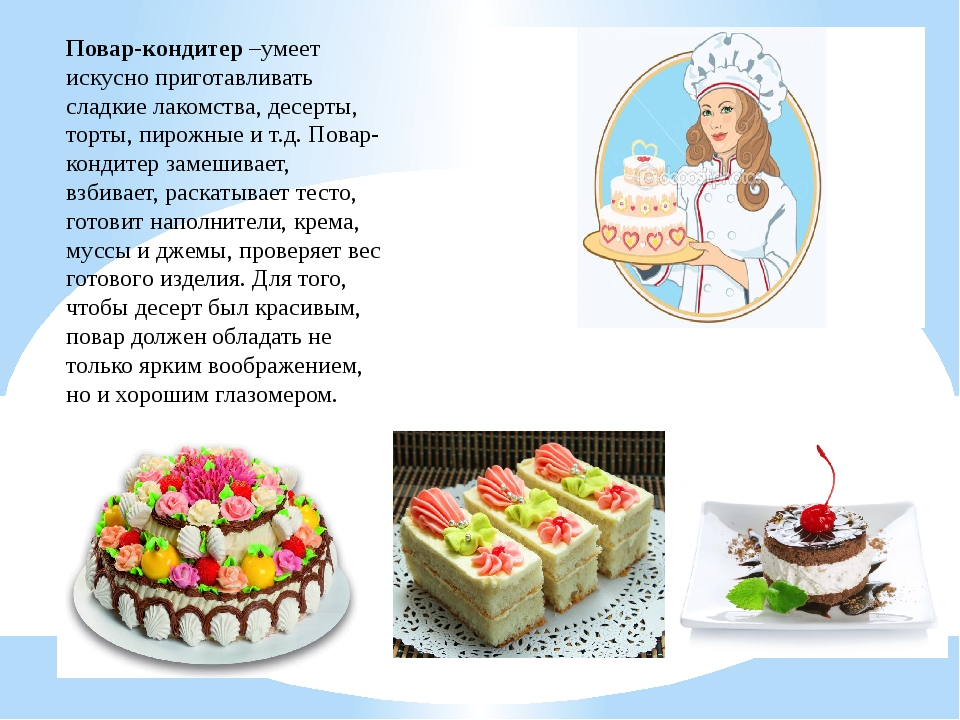 Повар-кондитер –умеет
искусно приготавливать
сладкие лакомства, десерты,
торты, пирожные и т.д. Повар-
кондитер замешивает,
взбивает, раскатывает тесто,
готовит наполнители, крема,
муссы и джемы, проверяет вес
готового изделия. Для того,
чтобы десерт был красивым,
повар должен обладать не
только ярким воображением,
но и хорошим глазомером.
depositphotos